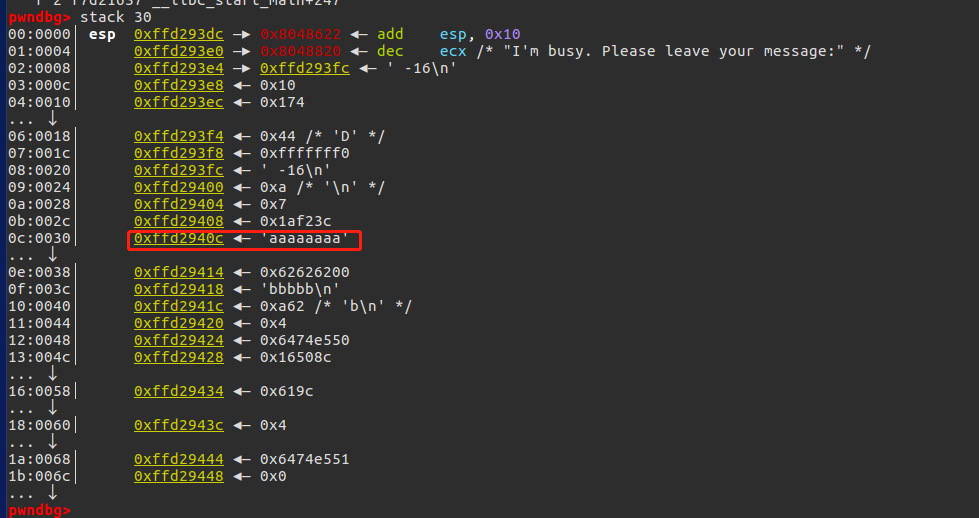 pwndbg> stack 30
00:0000│ esp 0xffd293dc —▸ 0x8048622 ◂— add esp, 0x10
01:0004│ 0xffd293e0 —▸ 0x8048820 ◂— dec ecx /* "I'm busy. Please leave your message:" */
02:0008│ 0xffd293e4 —▸ 0xffd293fc ◂— ' -16\n'
03:000c│ 0xffd293e8 ◂— 0x10
04:0010│ 0xffd293ec ◂— 0x174
... ↓
06:0018│ 0xffd293f4 ◂— 0x44 /* 'D' */
07:001c│ 0xffd293f8 ◂— 0xfffffff0
08:0020│ 0xffd293fc ◂— ' -16\n'
09:0024│ 0xffd29400 ◂— 0xa /* '\n' */
0a:0028│ 0xffd29404 ◂— 0x7
0b:002c│ 0xffd29408 ◂— 0x1af23c
0c:0030│ 0xffd2940c ◂— 'aaaaaaaa'
... ↓
0e:0038│ 0xffd29414 ◂— 0x62626200
0f:003c│ 0xffd29418 ◂— 'bbbbb\n'
10:0040│ 0xffd2941c ◂— 0xa62 /* 'b\n' */
11:0044│ 0xffd29420 ◂— 0x4
12:0048│ 0xffd29424 ◂— 0x6474e550
13:004c│ 0xffd29428 ◂— 0x16508c
... ↓
16:0058│ 0xffd29434 ◂— 0x619c
... ↓
18:0060│ 0xffd2943c ◂— 0x4
... ↓
1a:0068│ 0xffd29444 ◂— 0x6474e551
1b:006c│ 0xffd29448 ◂— 0x0
... ↓
pwndbg>